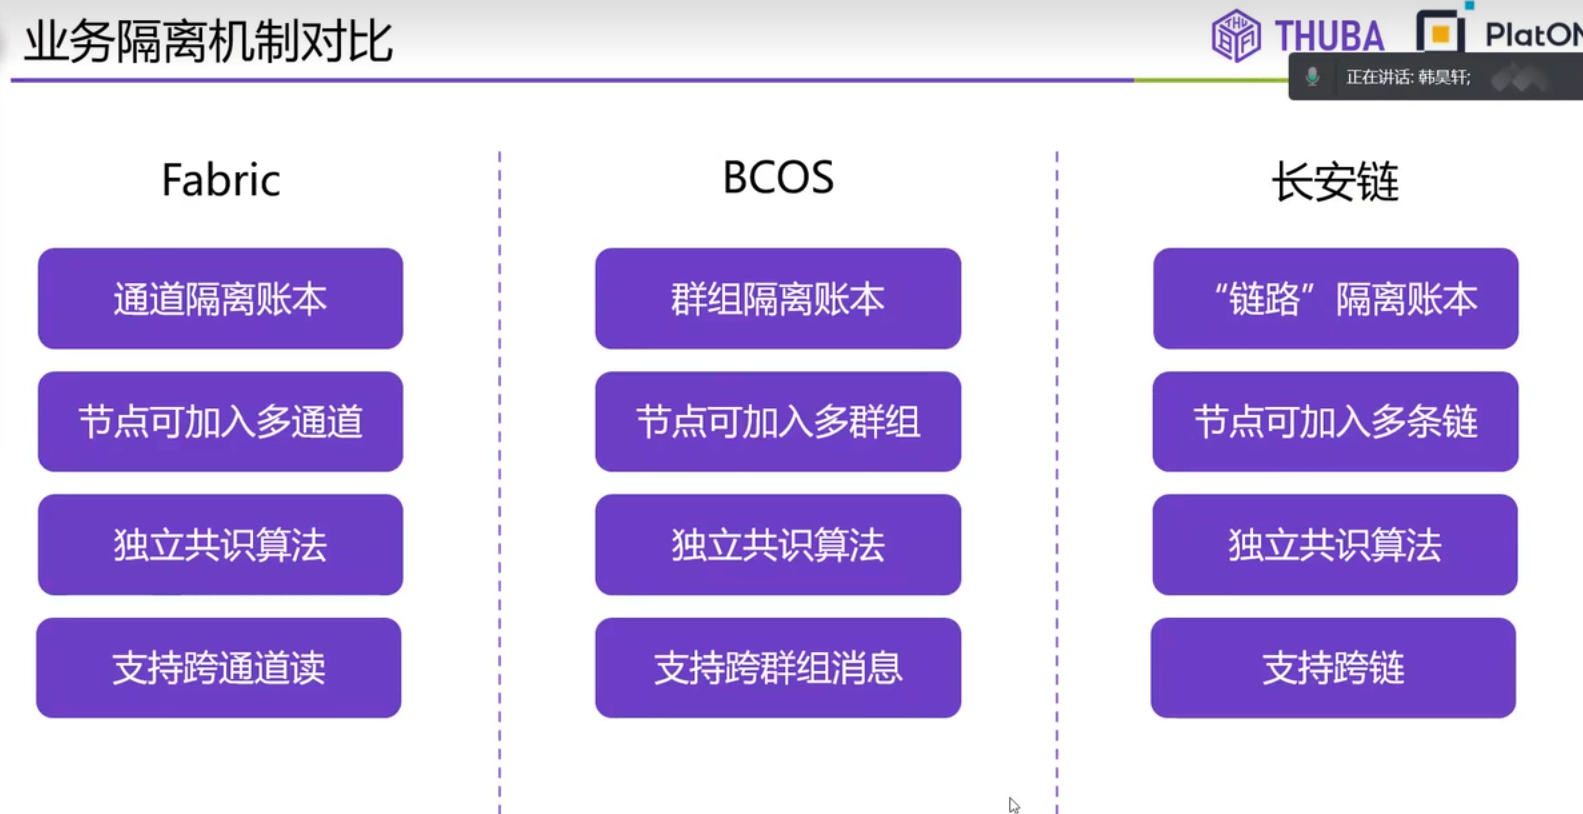 业务隔离机制对比
THUBA
PlatON
正在讲话: 韩昊轩;
Fabric
BCOS
长安链
通道隔离账本
群组隔离账本
“链路”隔离账本
节点可加入多通道
节点可加入多群组
节点可加入多条链
独立共识算法
独立共识算法
独立共识算法
支持跨通道读
支持跨群组消息
支持跨链